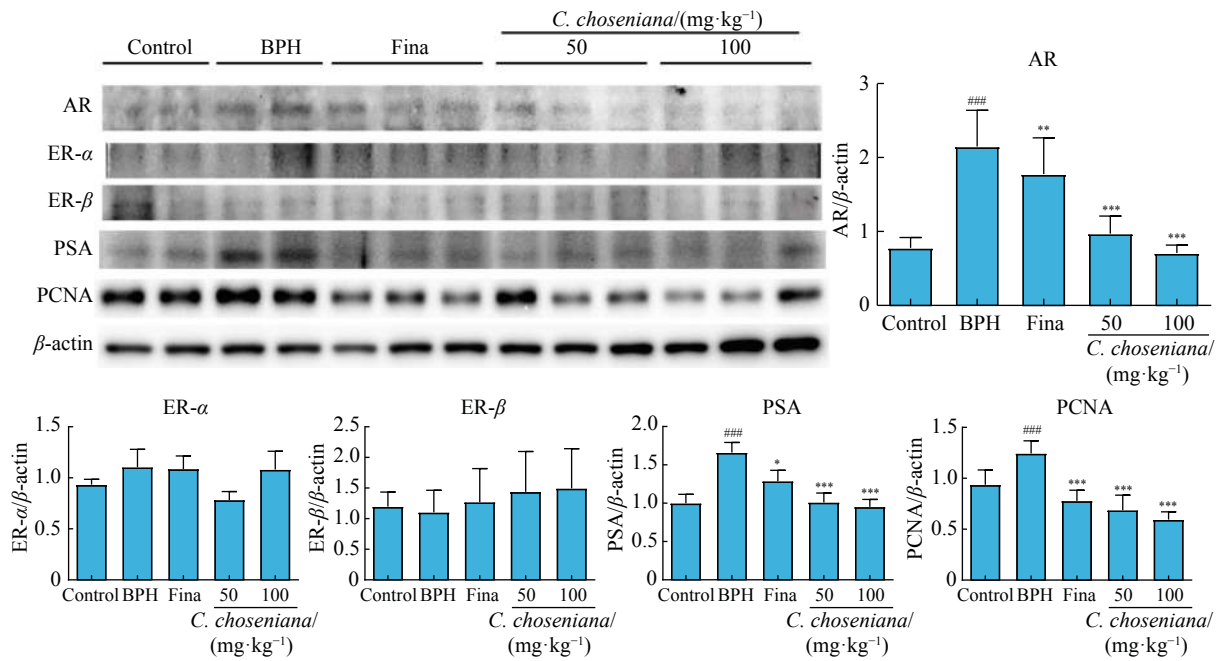 C. choseniana/(mg·kg⁻¹)
Control BPH Fina 50 100
AR
ER-α
ER-β
PSA
PCNA
β-actin
AR
AR/β-actin
3
2
1
0
###
**
***
***
Control BPH Fina 50 100
C. choseniana/
(mg·kg⁻¹)
ER-α
ER-α/β-actin
1.5
1.0
0.5
0
Control BPH Fina 50 100
C. choseniana/
(mg·kg⁻¹)
ER-β
ER-β/β-actin
2.5
2.0
1.5
1.0
0.5
0
Control BPH Fina 50 100
C. choseniana/
(mg·kg⁻¹)
PSA
PSA/β-actin
2.0
1.5
1.0
0.5
0
###
*
***
***
Control BPH Fina 50 100
C. choseniana/
(mg·kg⁻¹)
PCNA
PCNA/β-actin
1.5
1.0
0.5
0
###
***
***
***
Control BPH Fina 50 100
C. choseniana/
(mg·kg⁻¹)